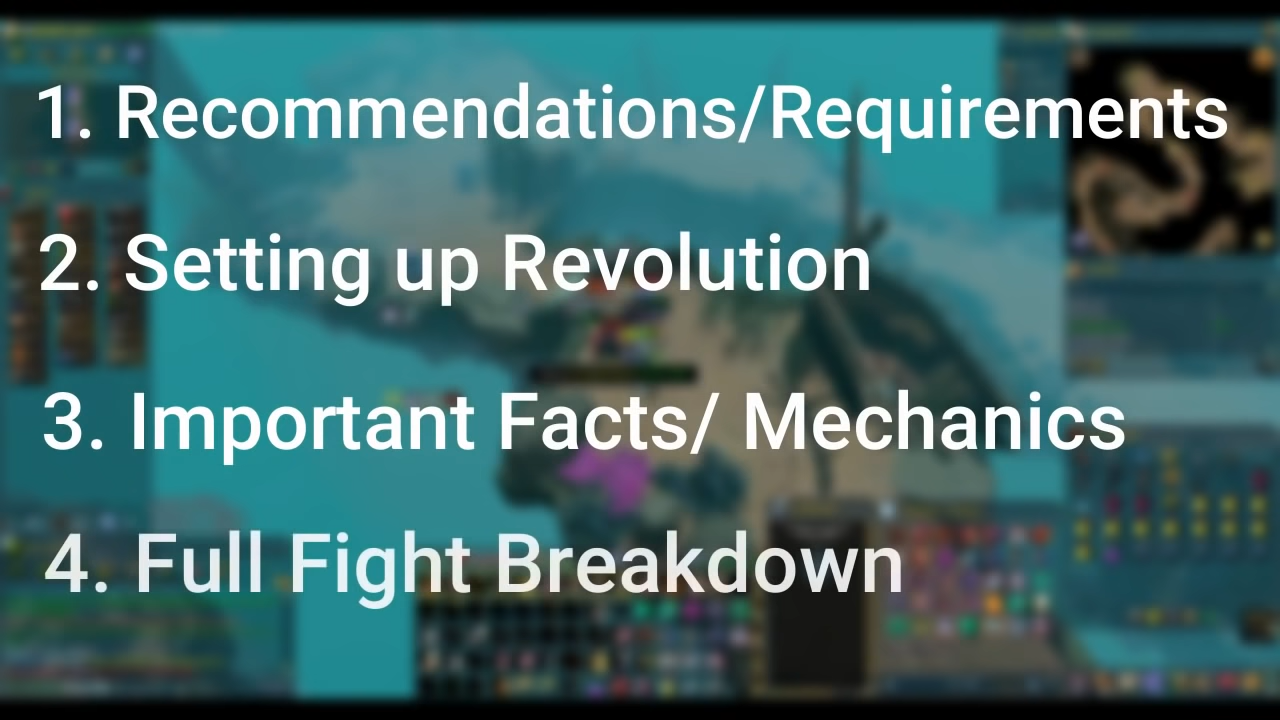 1. Recommendations/Requirements
2. Setting up Revolution
3. Important Facts/ Mechanics
4. Full Fight Breakdown